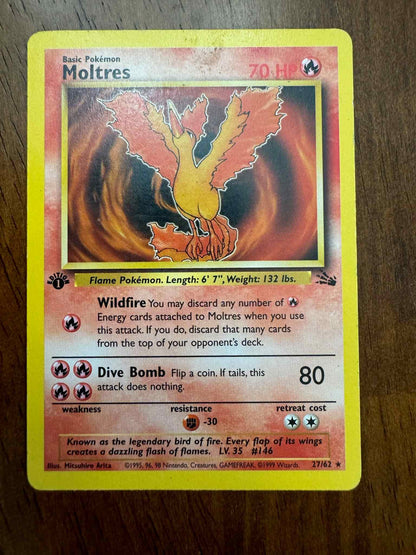 Basic Pokémon
Moltres 70 HP
EDITION 1
Flame Pokémon. Length: 6' 7", Weight: 132 lbs.
Wildfire You may discard any number of
Energy cards attached to Moltres when you use
this attack. If you do, discard that many cards
from the top of your opponent's deck.
Dive Bomb Flip a coin. If tails, this
attack does nothing. 80
weakness resistance retreat cost
-30
Known as the legendary bird of fire. Every flap of its wings
creates a dazzling flash of flames. LV. 35 #146
Illus. Mitsuhiro Arita ©1995, 96, 98 Nintendo, Creatures, GAMEFREAK. ©1999 Wizards. 27/62 ★